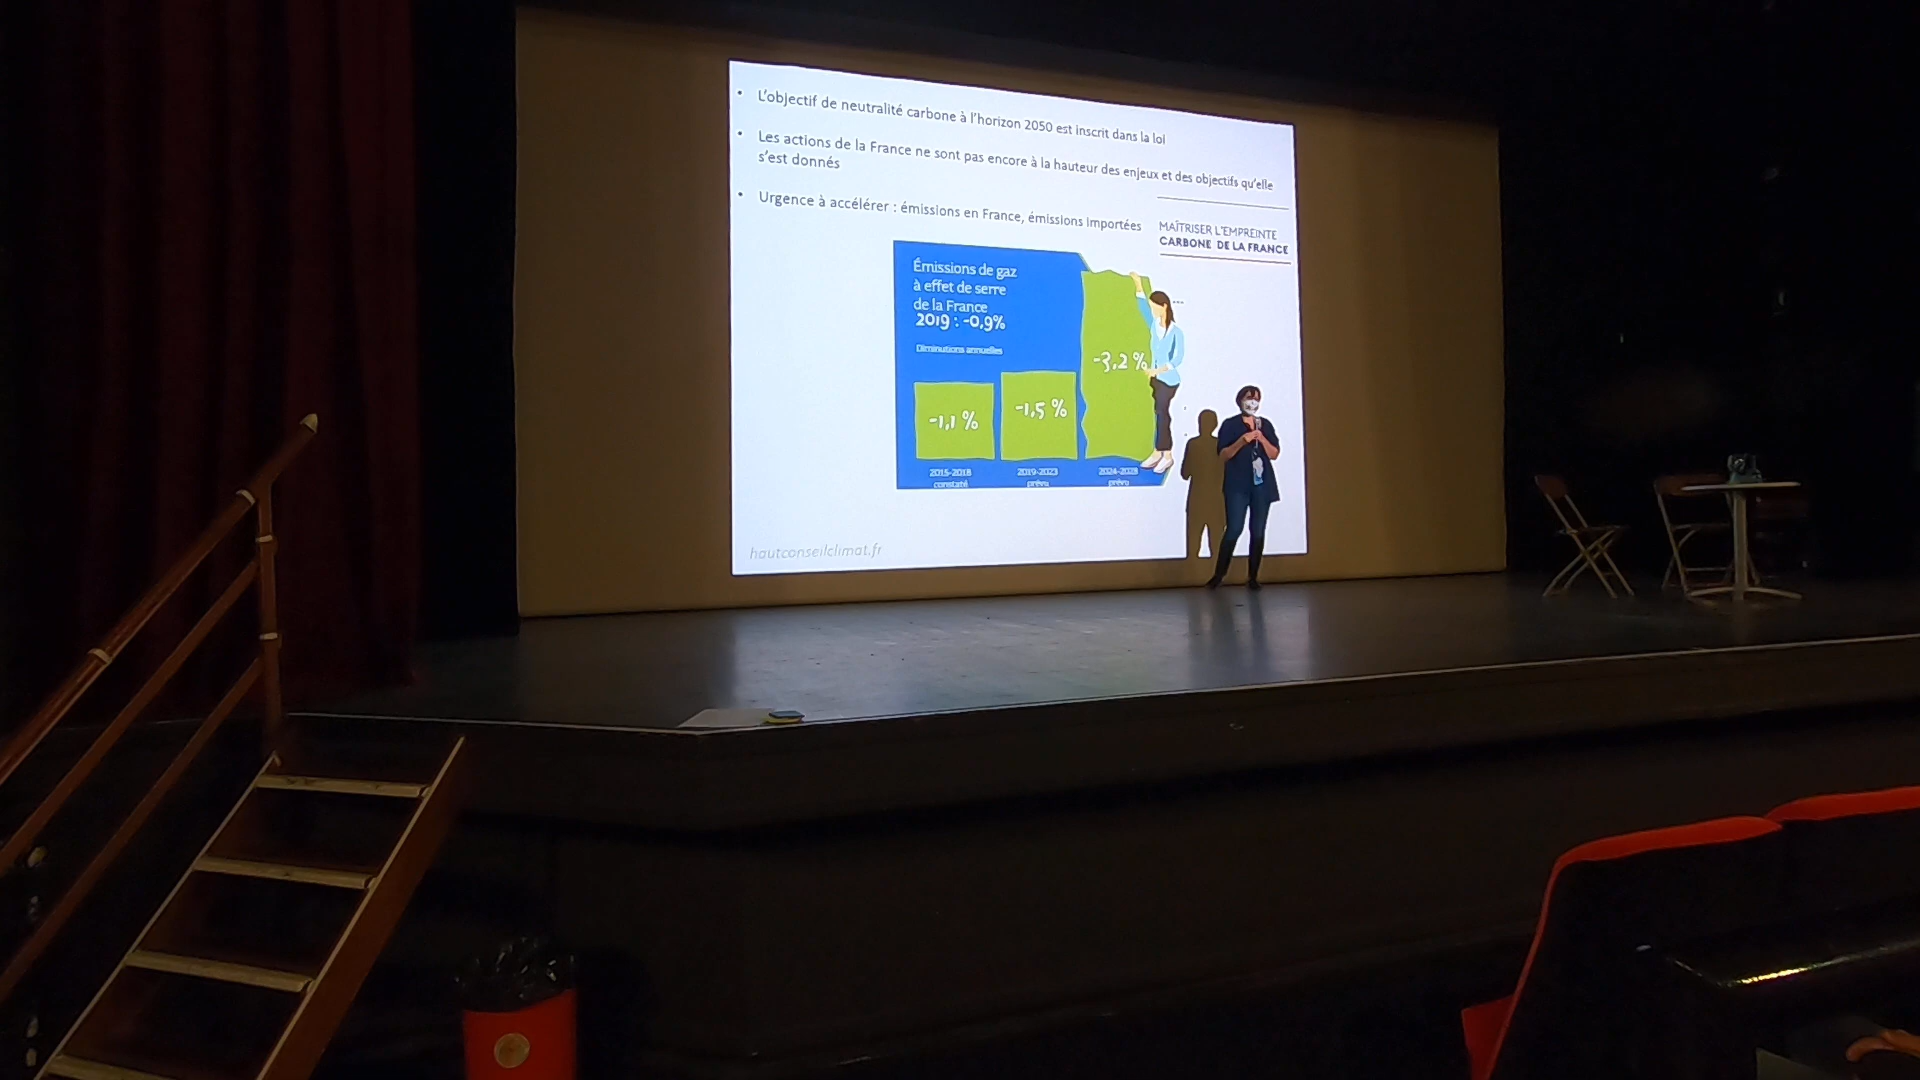 • L'objectif de neutralité carbone à l'horizon 2050 est inscrit dans la loi
• Les actions de la France ne sont pas encore à la hauteur des enjeux et des objectifs qu'elle
s'est donnés
• Urgence à accélérer : émissions en France, émissions importées
MAÎTRISER L'EMPREINTE
CARBONE DE LA FRANCE
Émissions de gaz
à effet de serre
de la France
2019 : -0,9%
Diminutions annuelles
-1,1 %
-1,5 %
-3,2 %
2015-2018
constaté
2019-2023
prévu
2024-2028
prévu
hautconseilclimat.fr